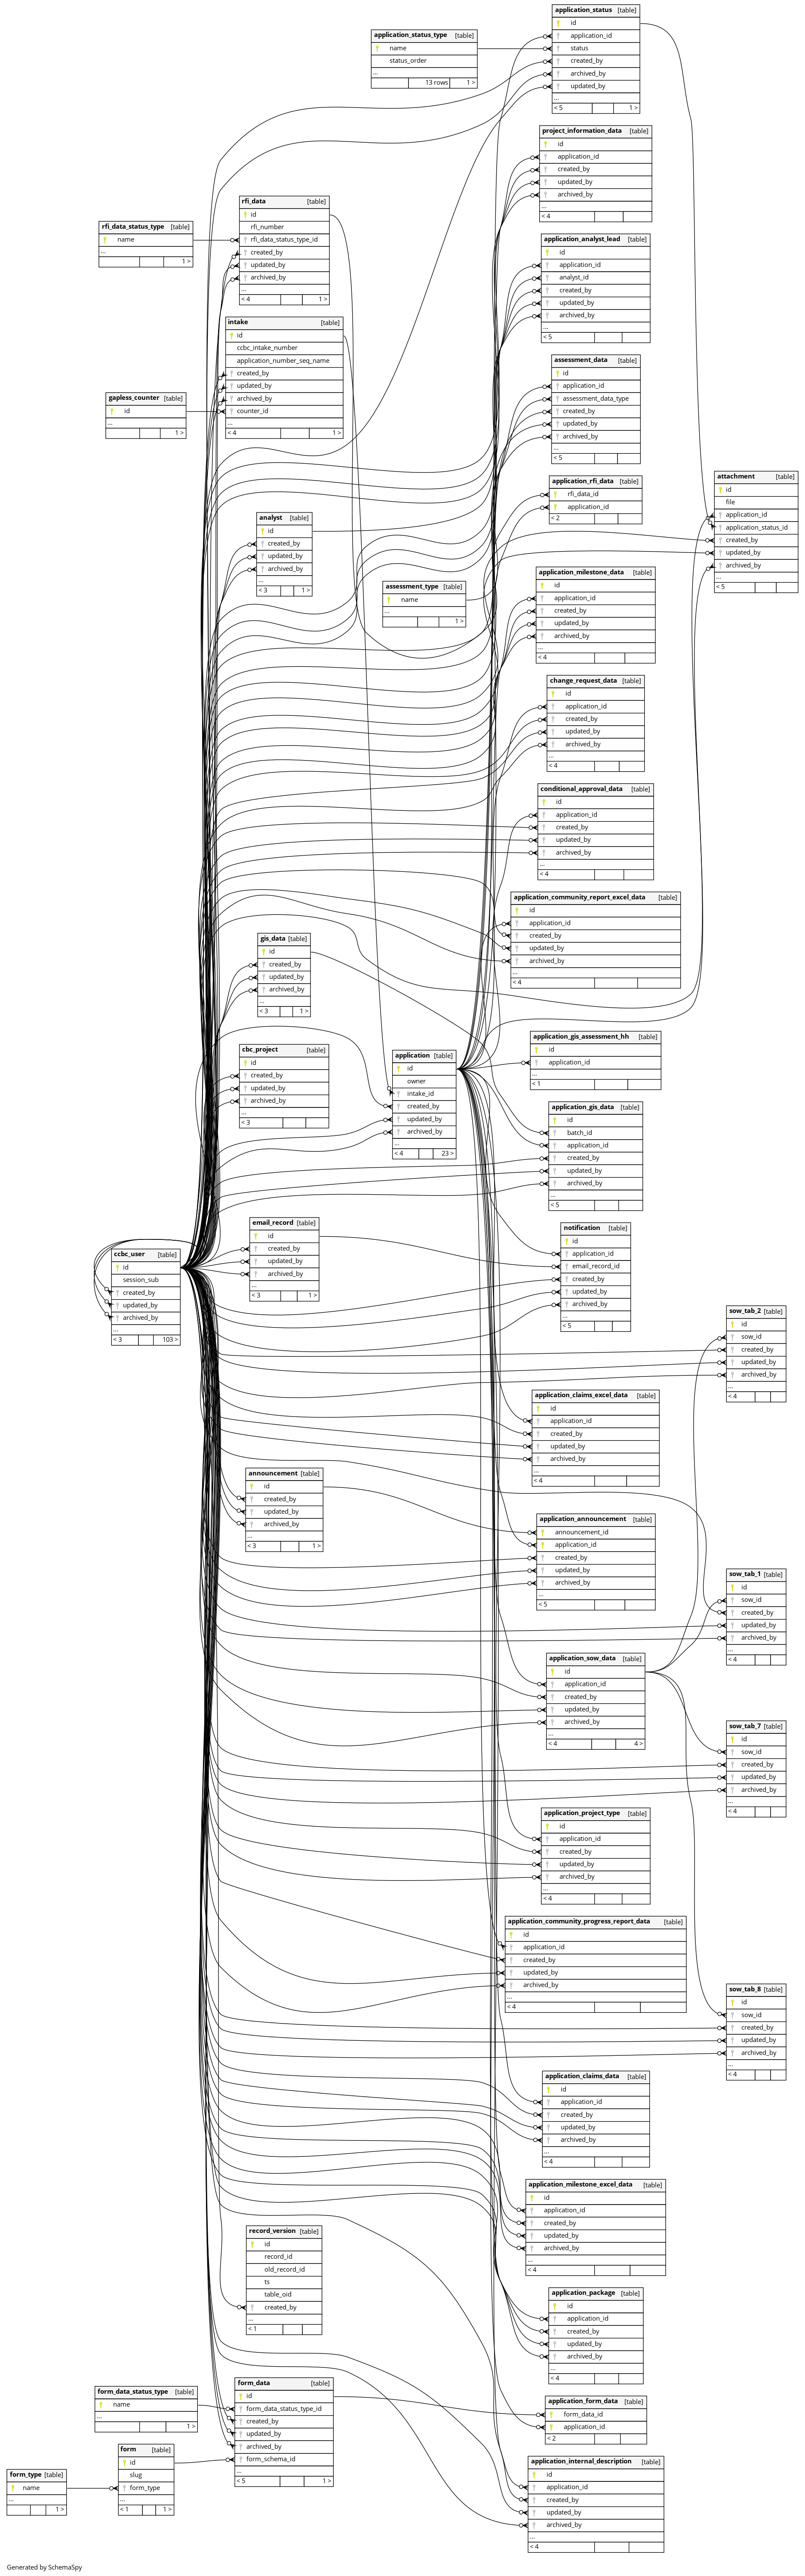 application_status [table]
id
application_id
status
created_by
archived_by
updated_by
...
< 5 1 >
application_status_type [table]
name
status_order
...
13 rows 1 >
project_information_data [table]
id
application_id
created_by
updated_by
archived_by
...
< 4
rfi_data [table]
id
rfi_number
rfi_data_status_type_id
created_by
updated_by
archived_by
...
< 4 1 >
rfi_data_status_type [table]
name
...
1 >
application_analyst_lead [table]
id
application_id
analyst_id
created_by
updated_by
archived_by
...
< 5
intake [table]
id
ccbc_intake_number
application_number_seq_name
created_by
updated_by
archived_by
counter_id
...
< 4 1 >
assessment_data [table]
id
application_id
assessment_data_type
created_by
updated_by
archived_by
...
< 5
gapless_counter [table]
id
...
1 >
attachment [table]
id
file
application_id
application_status_id
created_by
updated_by
archived_by
...
< 5
application_rfi_data [table]
rfi_data_id
application_id
< 2
analyst [table]
id
created_by
updated_by
archived_by
...
< 3 1 >
application_milestone_data [table]
id
application_id
created_by
updated_by
archived_by
...
< 4
assessment_type [table]
name
...
1 >
change_request_data [table]
id
application_id
created_by
updated_by
archived_by
...
< 4
conditional_approval_data [table]
id
application_id
created_by
updated_by
archived_by
...
< 4
application_community_report_excel_data [table]
id
application_id
created_by
updated_by
archived_by
...
< 4
gis_data [table]
id
created_by
updated_by
archived_by
...
< 3 1 >
application_gis_assessment_hh [table]
id
application_id
...
< 1
cbc_project [table]
id
created_by
updated_by
archived_by
...
< 3
application [table]
id
owner
intake_id
created_by
updated_by
archived_by
...
< 4 23 >
application_gis_data [table]
id
batch_id
application_id
created_by
updated_by
archived_by
...
< 5
email_record [table]
id
created_by
updated_by
archived_by
...
< 3 1 >
notification [table]
id
application_id
email_record_id
created_by
updated_by
archived_by
...
< 5
ccbc_user [table]
id
session_sub
created_by
updated_by
archived_by
...
< 3 103 >
sow_tab_2 [table]
id
sow_id
created_by
updated_by
archived_by
...
< 4
application_claims_excel_data [table]
id
application_id
created_by
updated_by
archived_by
...
< 4
announcement [table]
id
created_by
updated_by
archived_by
...
< 3 1 >
application_announcement [table]
announcement_id
application_id
created_by
updated_by
archived_by
...
< 5
sow_tab_1 [table]
id
sow_id
created_by
updated_by
archived_by
...
< 4
application_sow_data [table]
id
application_id
created_by
updated_by
archived_by
...
< 4 4 >
sow_tab_7 [table]
id
sow_id
created_by
updated_by
archived_by
...
< 4
application_project_type [table]
id
application_id
created_by
updated_by
archived_by
...
< 4
application_community_progress_report_data [table]
id
application_id
created_by
updated_by
archived_by
...
< 4
sow_tab_8 [table]
id
sow_id
created_by
updated_by
archived_by
...
< 4
application_claims_data [table]
id
application_id
created_by
updated_by
archived_by
...
< 4
application_milestone_excel_data [table]
id
application_id
created_by
updated_by
archived_by
...
< 4
record_version [table]
id
record_id
old_record_id
ts
table_oid
created_by
...
< 1
application_package [table]
id
application_id
created_by
updated_by
archived_by
...
< 4
form_data [table]
id
form_data_status_type_id
created_by
updated_by
archived_by
form_schema_id
...
< 5 1 >
form_data_status_type [table]
name
...
1 >
application_form_data [table]
form_data_id
application_id
< 2
form [table]
id
slug
form_type
...
< 1 1 >
form_type [table]
name
...
1 >
application_internal_description [table]
id
application_id
created_by
updated_by
archived_by
...
< 4
Generated by SchemaSpy